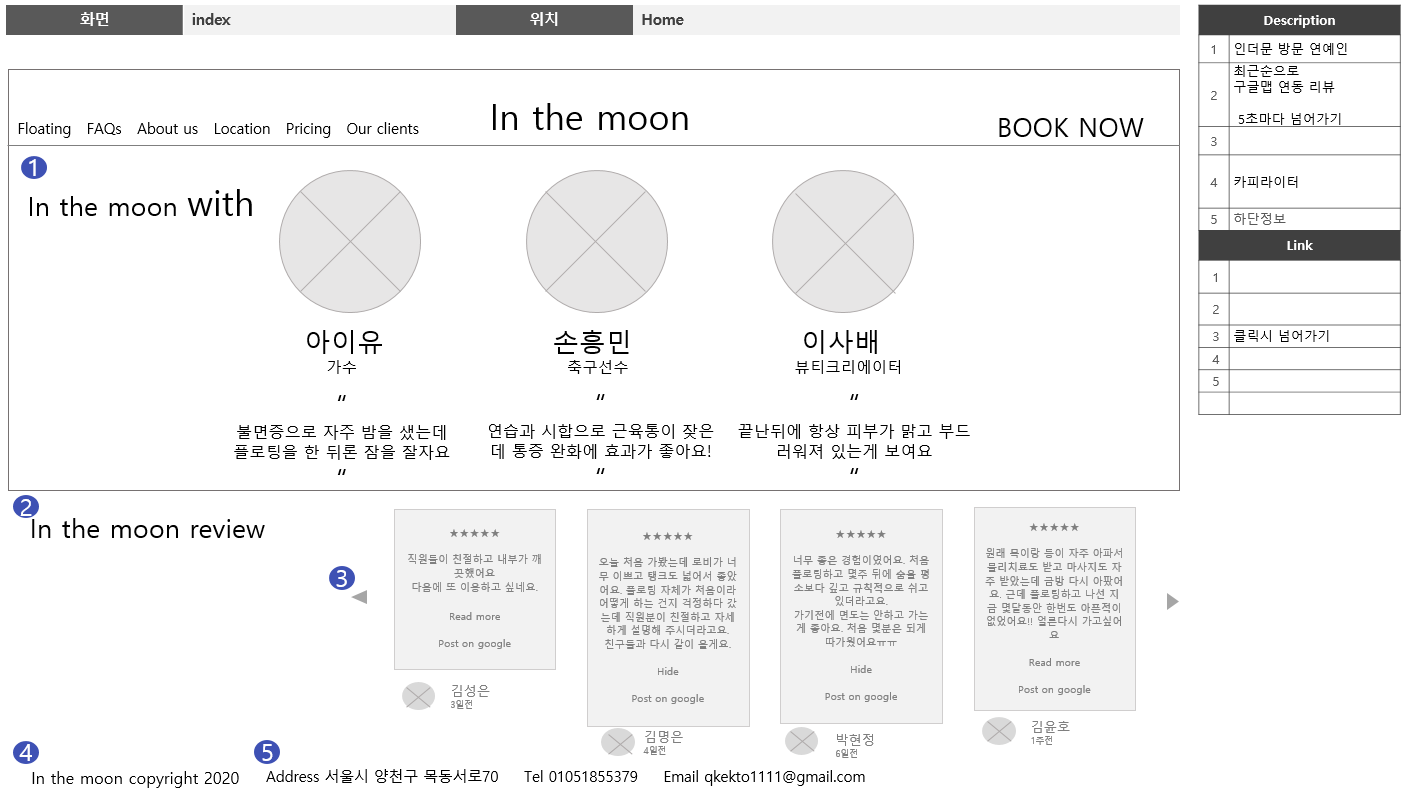 화면 index 위치 Home
In the moon
Floating FAQs About us Location Pricing Our clients
BOOK NOW
1
In the moon with
아이유
가수
“
불면증으로 자주 밤을 샜는데
플로팅을 한 뒤론 잠을 잘자요
“
손흥민
축구선수
“
연습과 시합으로 근육통이 잦은
데 통증 완화에 효과가 좋아요!
“
이사배
뷰티크리에이터
“
끝난뒤에 항상 피부가 맑고 부드
러워져 있는게 보여요
“
2
In the moon review
3
★★★★★
직원들이 친절하고 내부가 깨
끗했어요
다음에 또 이용하고 싶네요.
Read more
Post on google
김성은
3일전
★★★★★
오늘 처음 가봤는데 로비가 너
무 이쁘고 탱크도 넓어서 좋았
어요. 플로팅 자체가 처음이라
어떻게 하는 건지 걱정하다 갔
는데 직원분이 친절하고 자세
하게 설명해 주시더라고요.
친구들과 다시 같이 올게요.
Hide
Post on google
김명은
4일전
★★★★★
너무 좋은 경험이였어요. 처음
플로팅하고 몇주 뒤에 숨을 평
소보다 깊고 규칙적으로 쉬고
있더라고요.
가기전에 면도는 안하고 가는
게 좋아요. 처음 몇분은 되게
따가웠어요ㅠㅠ
Hide
Post on google
박현정
6일전
★★★★★
원래 목이랑 등이 자주 아파서
물리치료도 받고 마사지도 자
주 받았는데 금방 다시 아팠어
요. 근데 플로팅하고 나선 지
금 몇달동안 한번도 아픈적이
없었어요!! 얼른다시 가고싶어
요
Read more
Post on google
김윤호
1주전
4
In the moon copyright 2020
5
Address 서울시 양천구 목동서로70 Tel 01051855379 Email qkekto1111@gmail.com
Description
1 인더문 방문 연예인
2 최근순으로
구글맵 연동 리뷰
5초마다 넘어가기
3
4 카피라이터
5 하단정보
Link
1
2
3 클릭시 넘어가기
4
5